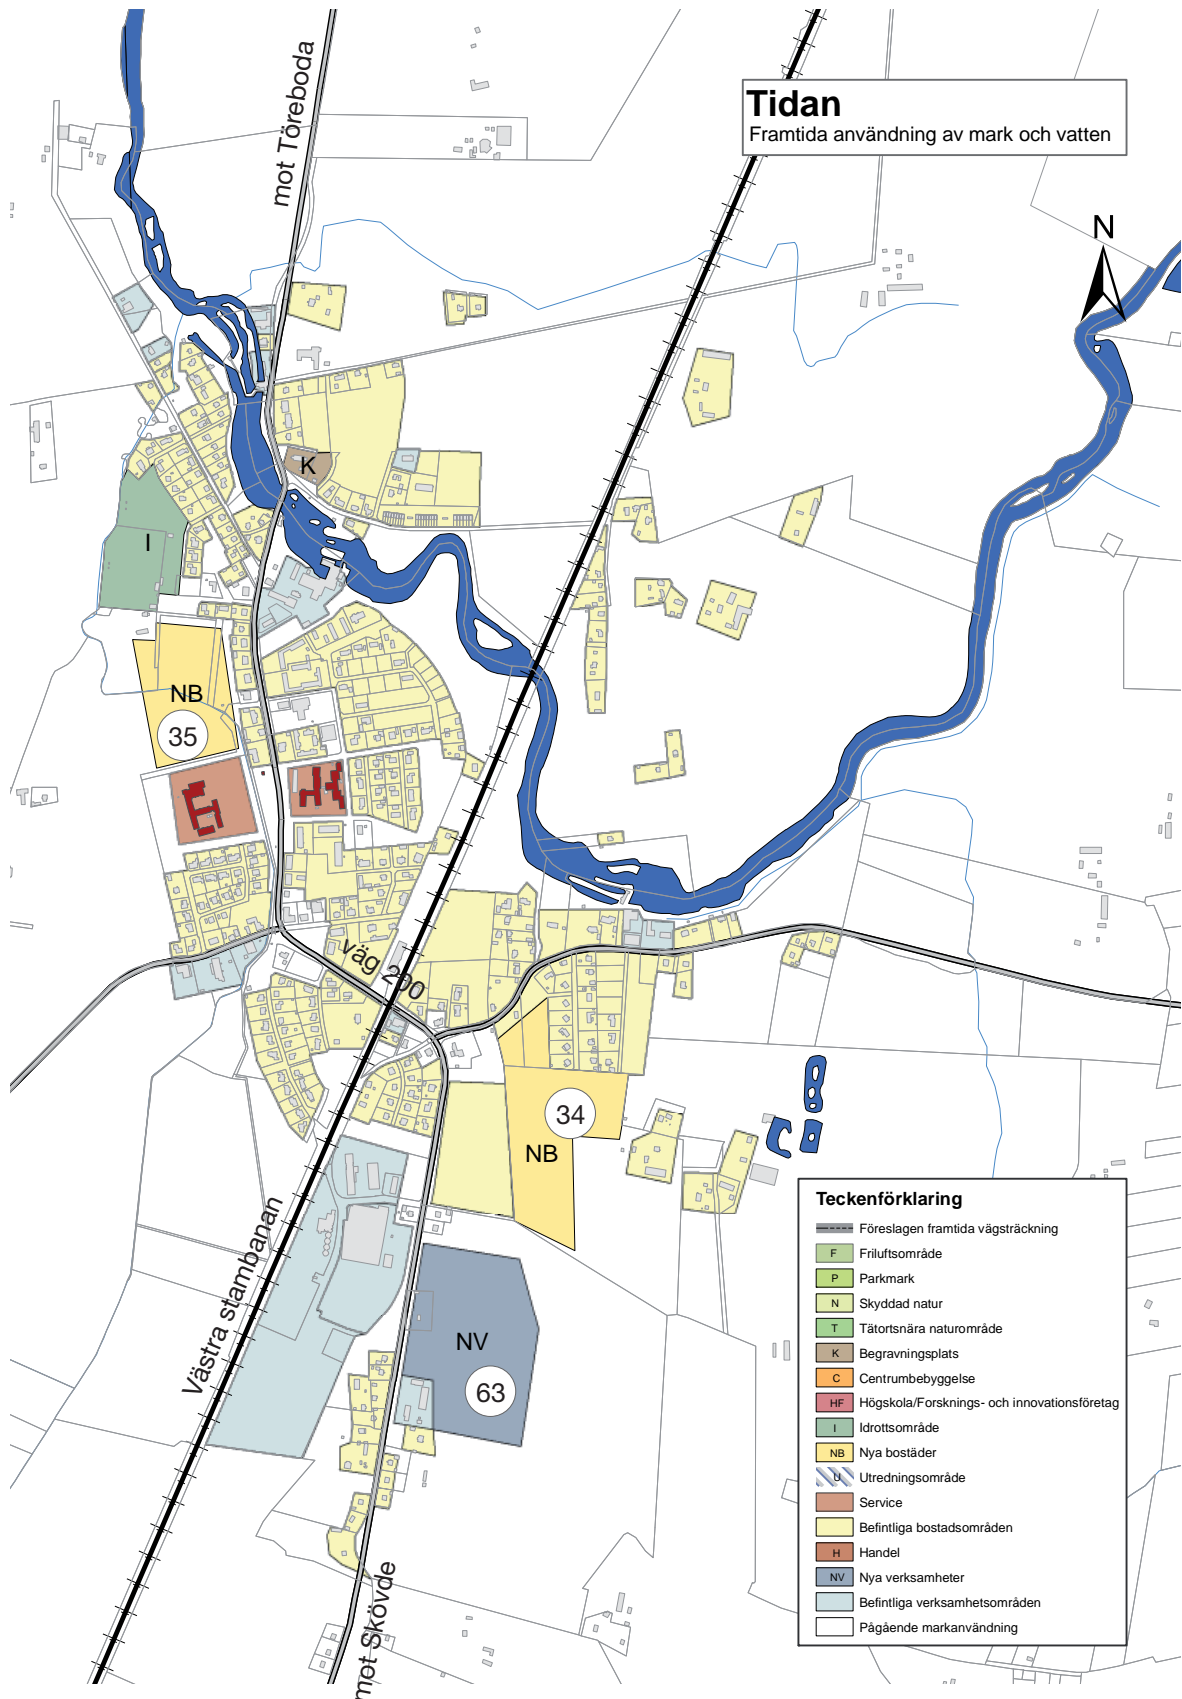 Tidan
Framtida användning av mark och vatten
mot Töreboda
N
K
I
NB
35
väg 200
34
NB
Västra stambanan
NV
63
mot Skövde
Teckenförklaring
Föreslagen framtida vägsträckning
F Friluftsområde
P Parkmark
N Skyddad natur
T Tätortsnära naturområde
K Begravningsplats
C Centrumbebyggelse
HF Högskola/Forsknings- och innovationsföretag
I Idrottsområde
NB Nya bostäder
U Utredningsområde
Service
Befintliga bostadsområden
H Handel
NV Nya verksamheter
Befintliga verksamhetsområden
Pågående markanvändning